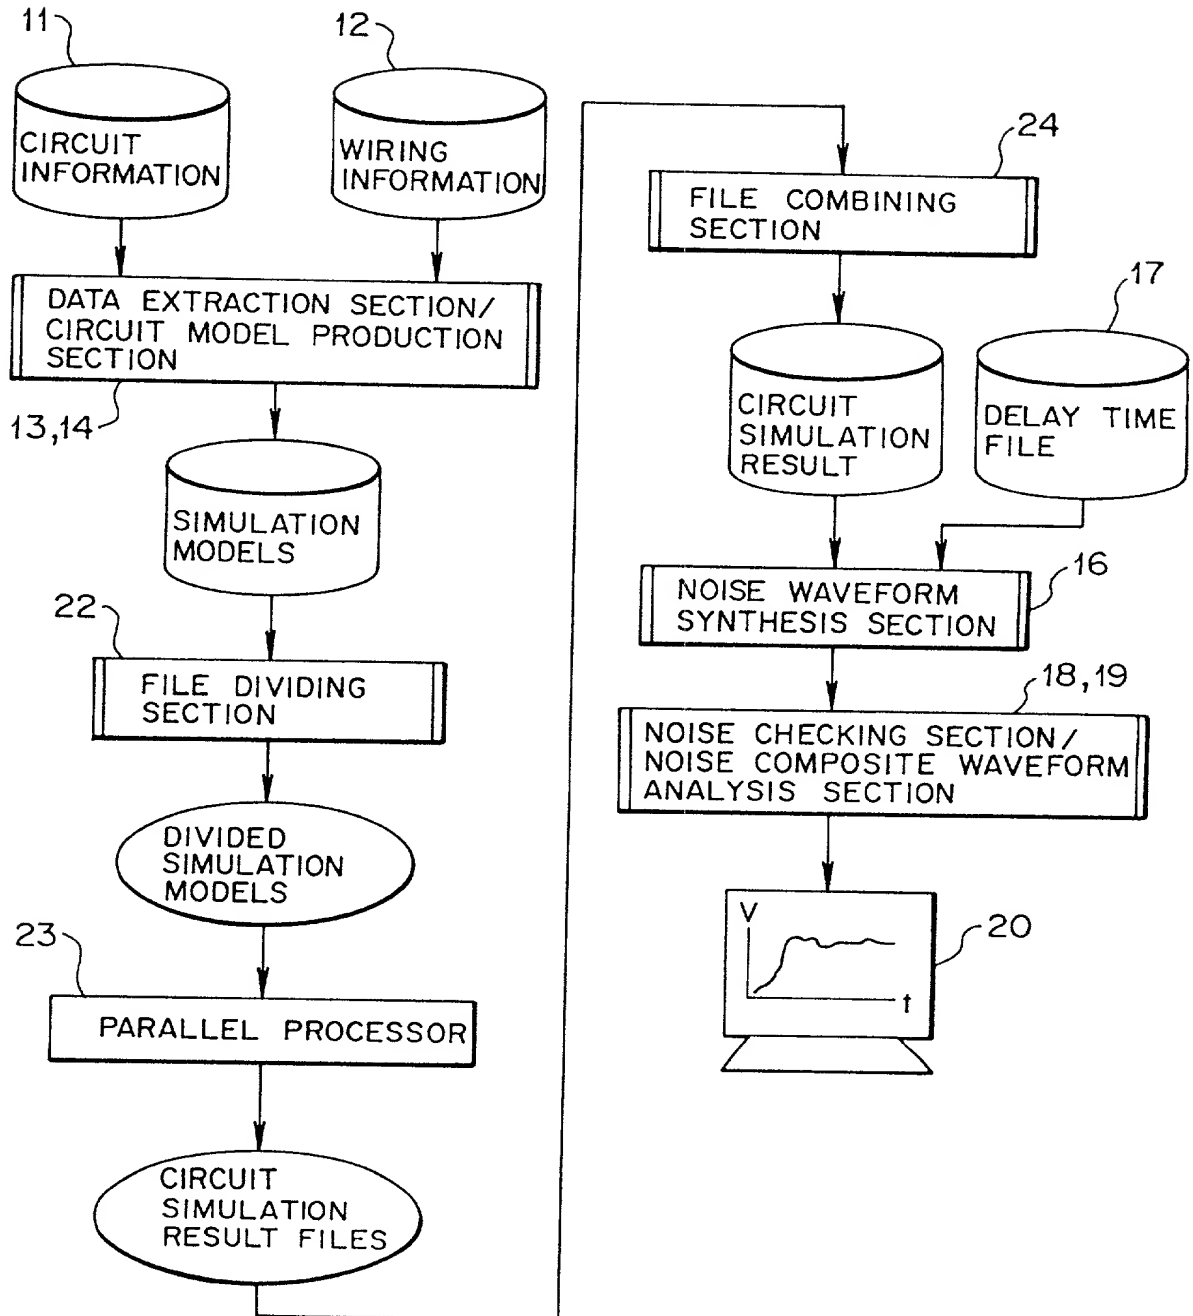 11
CIRCUIT
INFORMATION
12
WIRING
INFORMATION
DATA EXTRACTION SECTION/
CIRCUIT MODEL PRODUCTION
SECTION
13,14
SIMULATION
MODELS
22
FILE DIVIDING
SECTION
DIVIDED
SIMULATION
MODELS
23
PARALLEL PROCESSOR
CIRCUIT
SIMULATION
RESULT FILES
24
FILE COMBINING
SECTION
CIRCUIT
SIMULATION
RESULT
17
DELAY TIME
FILE
16
NOISE WAVEFORM
SYNTHESIS SECTION
18,19
NOISE CHECKING SECTION/
NOISE COMPOSITE WAVEFORM
ANALYSIS SECTION
20
V
t